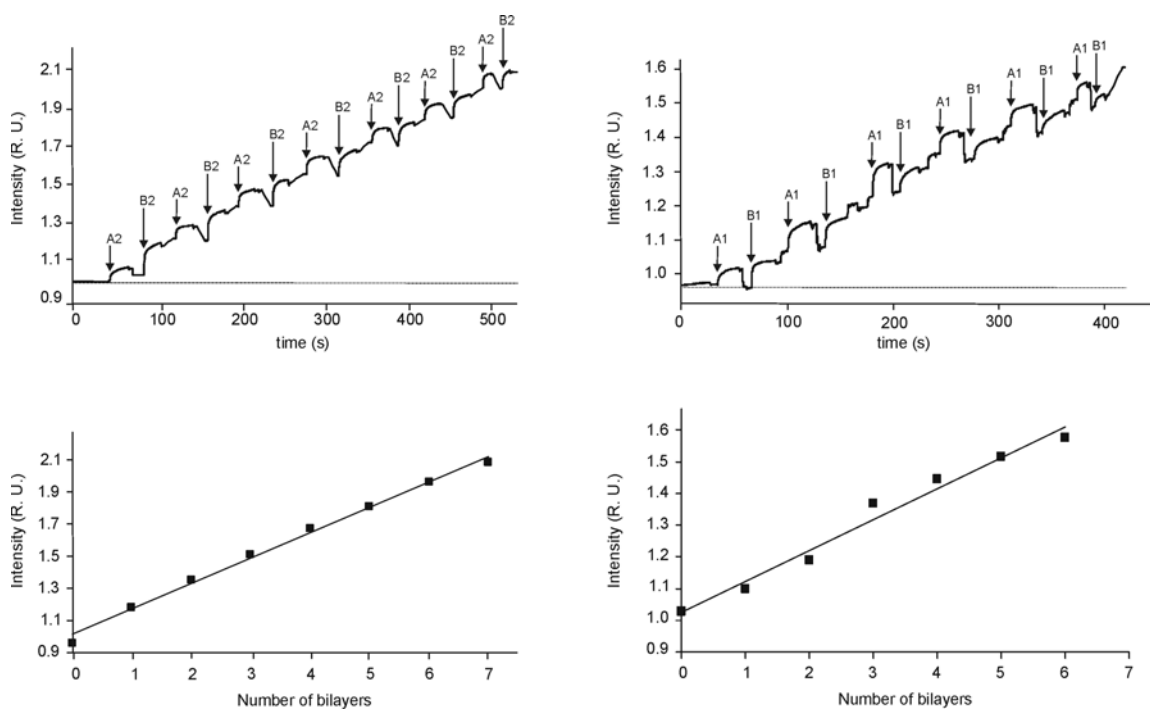 Intensity (R. U.)
2.1
1.9
1.7
1.5
1.3
1.1
0.9
A2
B2
A2
B2
A2
B2
A2
B2
A2
B2
A2
B2
A2
B2
0 100 200 300 400 500
time (s)
Intensity (R. U.)
1.6
1.5
1.4
1.3
1.2
1.1
1.0
A1
B1
A1
B1
A1
B1
A1
B1
A1
B1
A1
B1
0 100 200 300 400
time (s)
Intensity (R. U.)
2.1
1.7
1.5
1.3
1.1
0.9
0 1 2 3 4 5 6 7
Number of bilayers
Intensity (R. U.)
1.6
1.5
1.4
1.3
1.2
1.1
1.0
0.9
0 1 2 3 4 5 6 7
Number of bilayers